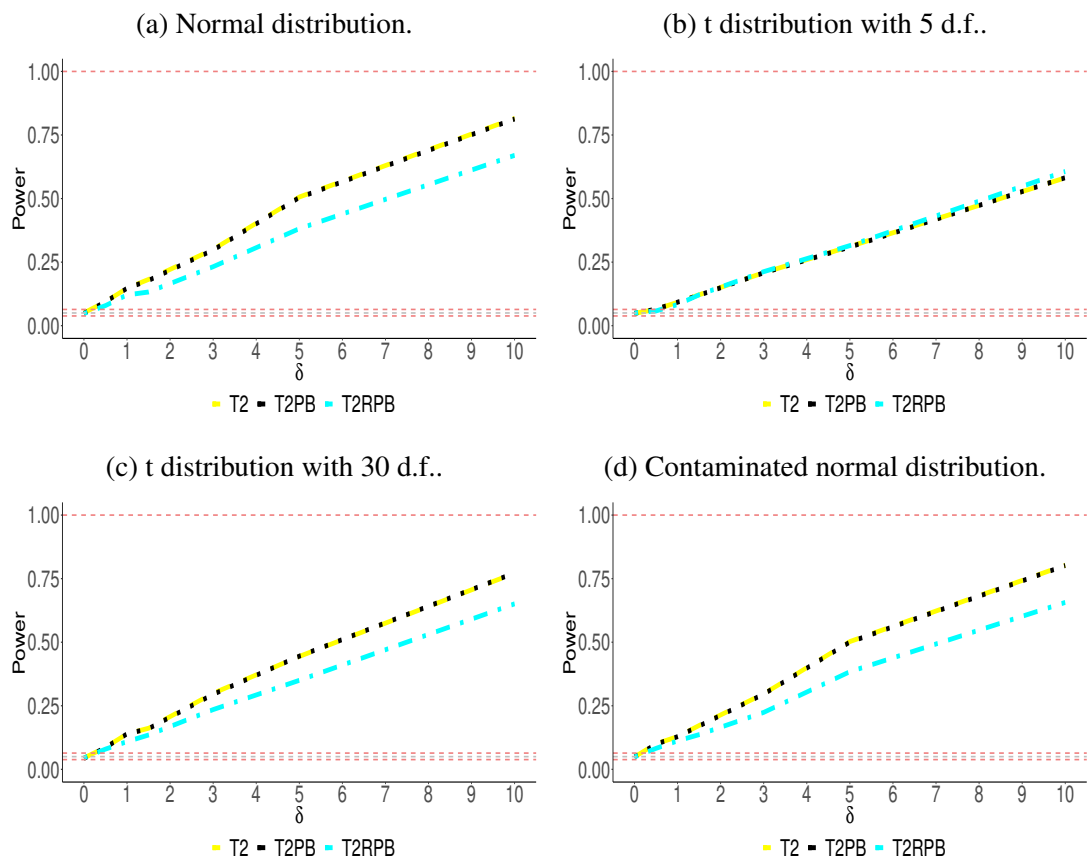 (a) Normal distribution.
(b) t distribution with 5 d.f..
1.00
0.75
0.50
0.25
0.00
Power
0 1 2 3 4 5 6 7 8 9 10
δ
T2 T2PB T2RPB
1.00
0.75
0.50
0.25
0.00
Power
0 1 2 3 4 5 6 7 8 9 10
δ
T2 T2PB T2RPB
(c) t distribution with 30 d.f..
(d) Contaminated normal distribution.
1.00
0.75
0.50
0.25
0.00
Power
0 1 2 3 4 5 6 7 8 9 10
δ
T2 T2PB T2RPB
1.00
0.75
0.50
0.25
0.00
Power
0 1 2 3 4 5 6 7 8 9 10
δ
T2 T2PB T2RPB